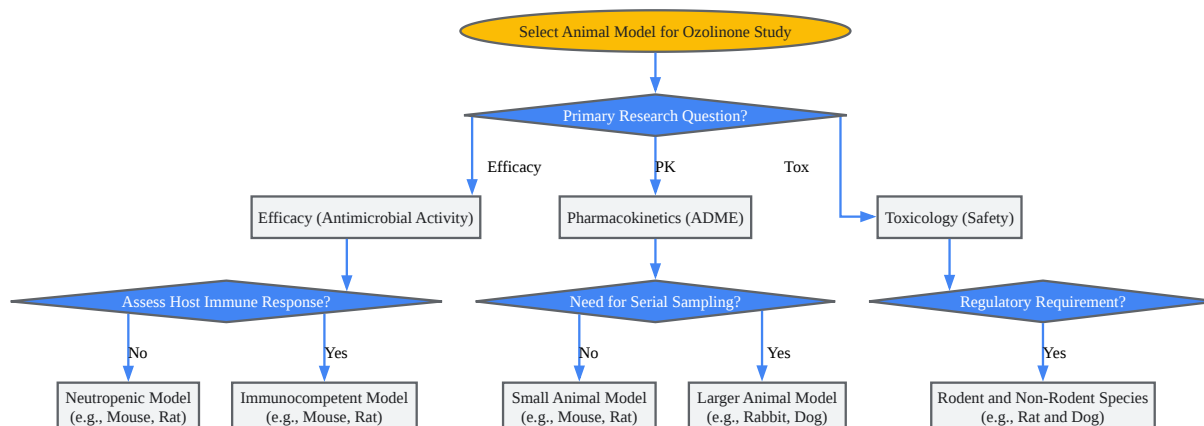 Select Animal Model for Ozolinone Study
Primary Research Question?
Efficacy
PK
Tox
Efficacy (Antimicrobial Activity)
Pharmacokinetics (ADME)
Toxicology (Safety)
Assess Host Immune Response?
Need for Serial Sampling?
Regulatory Requirement?
No
Yes
No
Yes
Yes
Neutropenic Model
(e.g., Mouse, Rat)
Immunocompetent Model
(e.g., Mouse, Rat)
Small Animal Model
(e.g., Mouse, Rat)
Larger Animal Model
(e.g., Rabbit, Dog)
Rodent and Non-Rodent Species
(e.g., Rat and Dog)